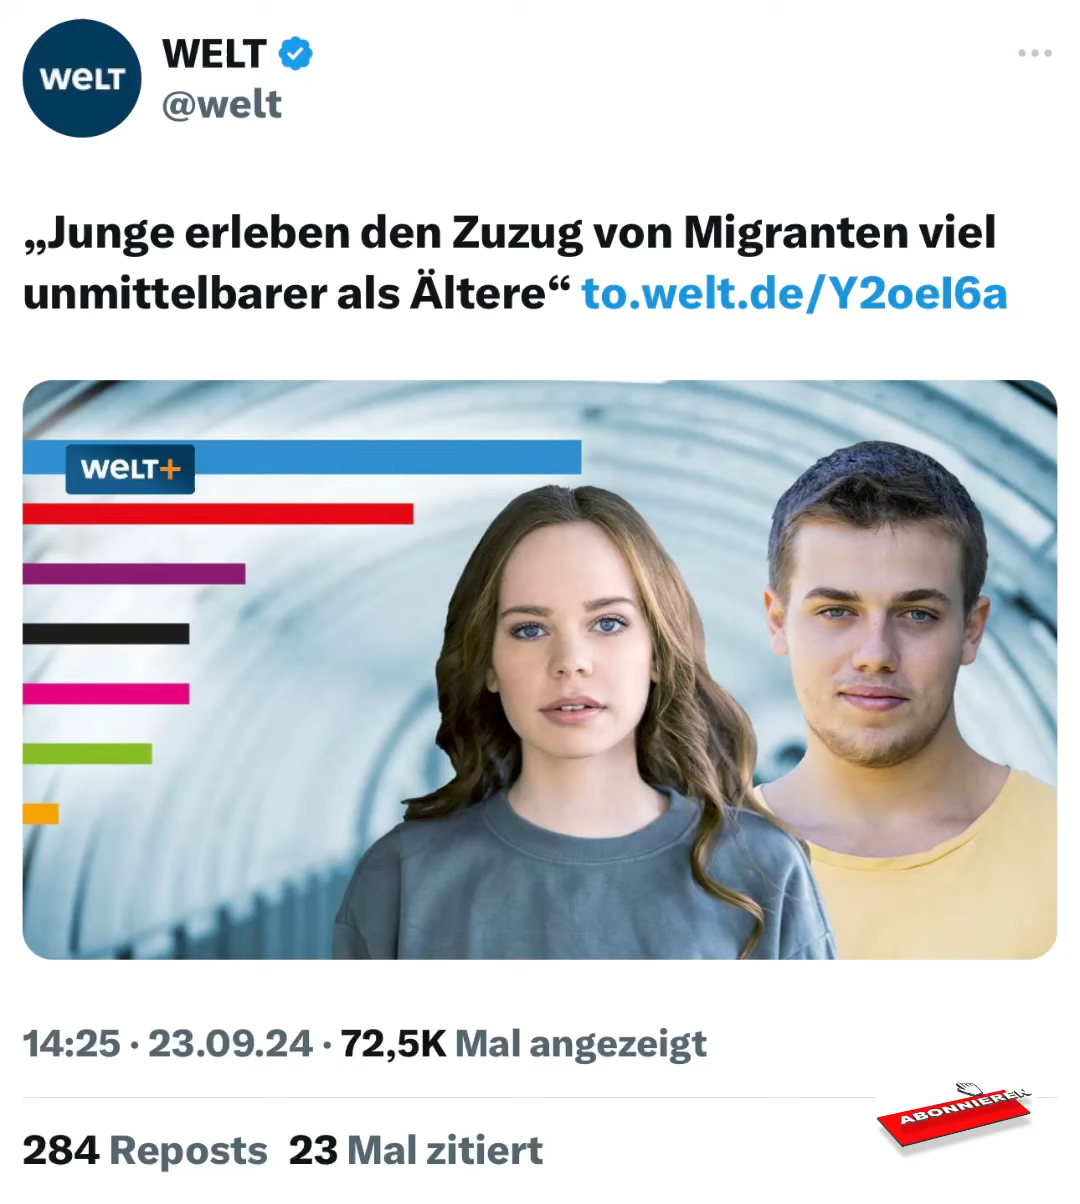 WELT
WELT
@welt
„Junge erleben den Zuzug von Migranten viel
unmittelbarer als Ältere“ to.welt.de/Y2oeI6a
WELT+
14:25 · 23.09.24 · 72,5K Mal angezeigt
ABONNIEREN
284 Reposts 23 Mal zitiert